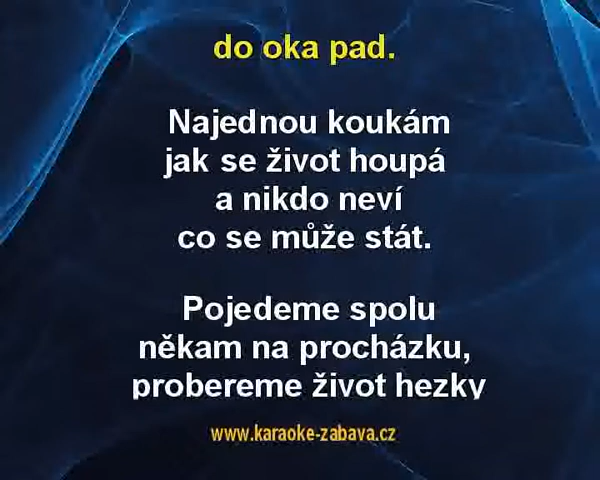 do oka pad.
Najednou koukám
jak se život houpá
a nikdo neví
co se může stát.
Pojedeme spolu
někam na procházku,
probereme život hezky
www.karaoke-zabava.cz